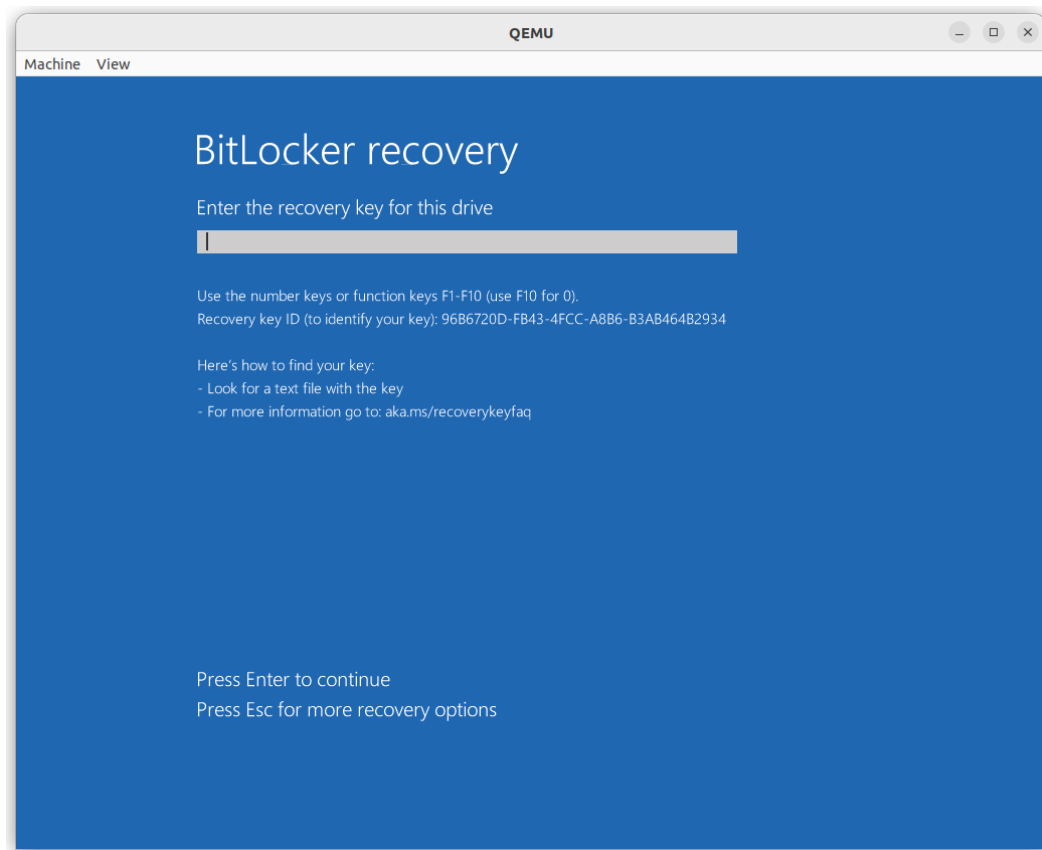 QEMU
Machine View
BitLocker recovery
Enter the recovery key for this drive
Use the number keys or function keys F1-F10 (use F10 for 0).
Recovery key ID (to identify your key): 96B6720D-FB43-4FCC-A8B6-B3AB464B2934
Here's how to find your key:
- Look for a text file with the key
- For more information go to: aka.ms/recoverykeyfaq
Press Enter to continue
Press Esc for more recovery options